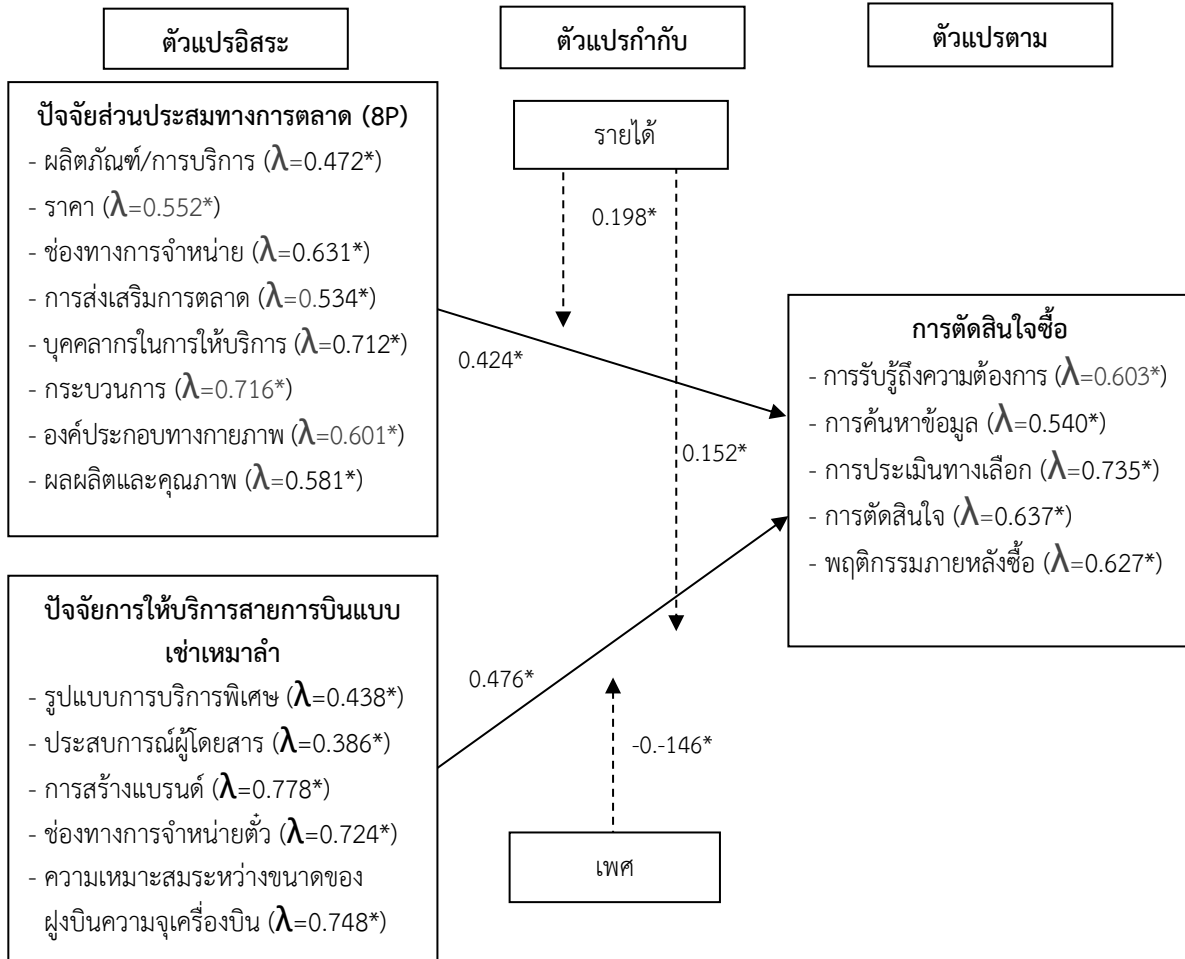 ตัวแปรอิสระ
ตัวแปรกำกับ
ตัวแปรตาม
ปัจจัยส่วนประสมทางการตลาด (8P)
- ผลิตภัณฑ์/การบริการ (λ=0.472*)
- ราคา (λ=0.552*)
- ช่องทางการจำหน่าย (λ=0.631*)
- การส่งเสริมการตลาด (λ=0.534*)
- บุคคลากรในการให้บริการ (λ=0.712*)
- กระบวนการ (λ=0.716*)
- องค์ประกอบทางกายภาพ (λ=0.601*)
- ผลผลิตและคุณภาพ (λ=0.581*)
รายได้
0.198*
0.424*
0.152*
การตัดสินใจซื้อ
- การรับรู้ถึงความต้องการ (λ=0.603*)
- การค้นหาข้อมูล (λ=0.540*)
- การประเมินทางเลือก (λ=0.735*)
- การตัดสินใจ (λ=0.637*)
- พฤติกรรมภายหลังซื้อ (λ=0.627*)
ปัจจัยการให้บริการสายการบินแบบ
เช่าเหมาลำ
- รูปแบบการบริการพิเศษ (λ=0.438*)
- ประสบการณ์ผู้โดยสาร (λ=0.386*)
- การสร้างแบรนด์ (λ=0.778*)
- ช่องทางการจำหน่ายตั๋ว (λ=0.724*)
- ความเหมาะสมระหว่างขนาดของ
ฝูงบินความจุเครื่องบิน (λ=0.748*)
0.476*
-0.-146*
เพศ